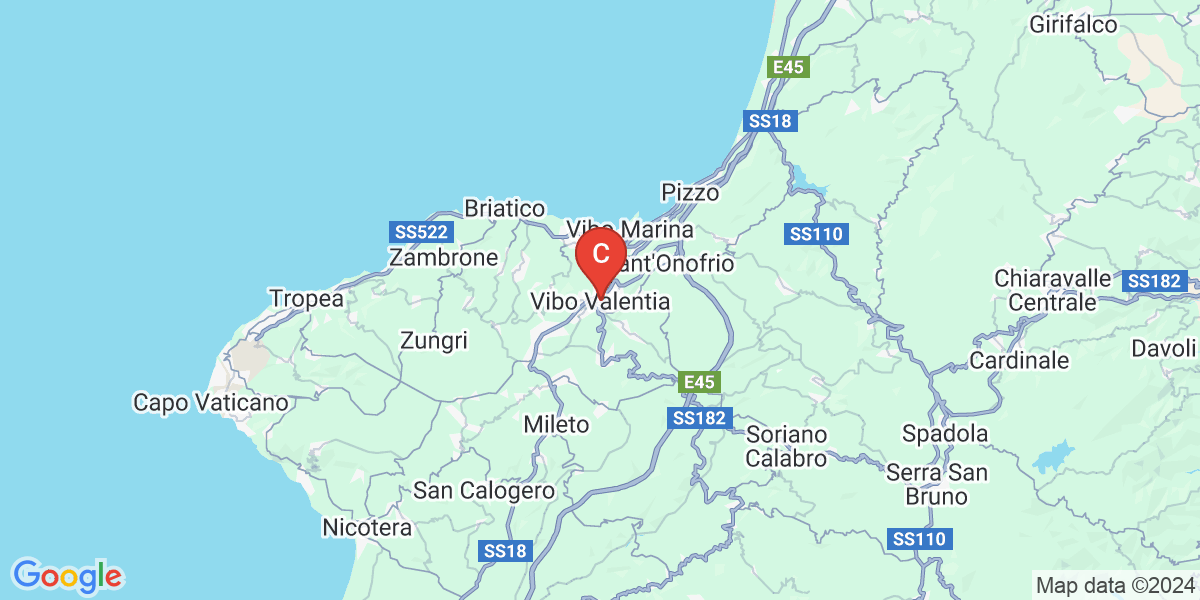 Girifalco
E45
SS18
Pizzo
Briatico
SS522
Vibo Marina
SS110
C
Zambrone
Sant'Onofrio
Chiaravalle
Centrale
SS182
Tropea
Vibo Valentia
Zungri
Davoli
Cardinale
E45
Capo Vaticano
SS182
Mileto
Soriano
Calabro
Spadola
Serra San
Bruno
San Calogero
Nicotera
SS110
SS18
Google
Map data ©2024